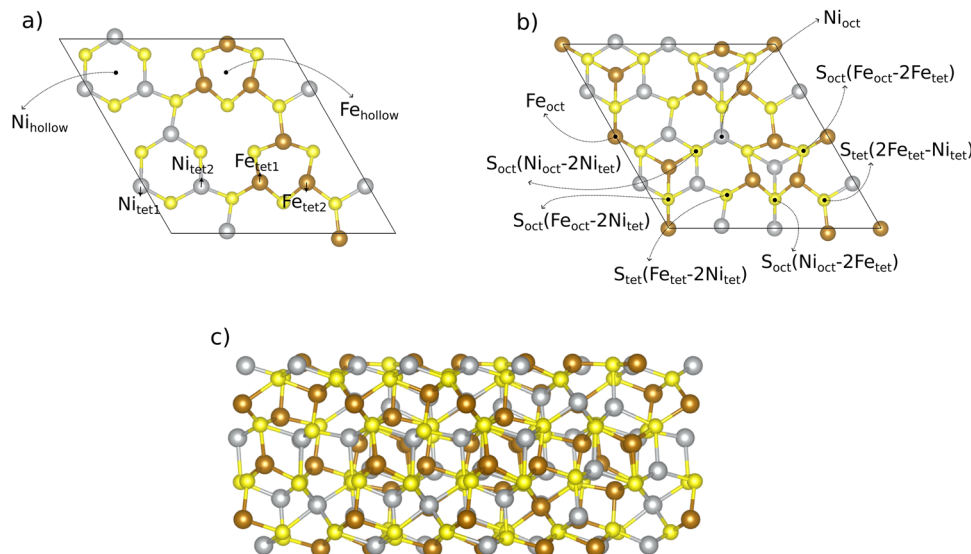 a)
Ni_hollow
Fe_hollow
Ni_tet1
Ni_tet2
Fe_tet1
Fe_tet2
b)
Ni_oct
S_oct(Fe_oct-2Fe_tet)
Fe_oct
S_oct(Ni_oct-2Ni_tet)
S_tet(2Fe_tet-Ni_tet)
S_oct(Fe_oct-2Ni_tet)
S_tet(Fe_tet-2Ni_tet)
S_oct(Ni_oct-2Fe_tet)
c)